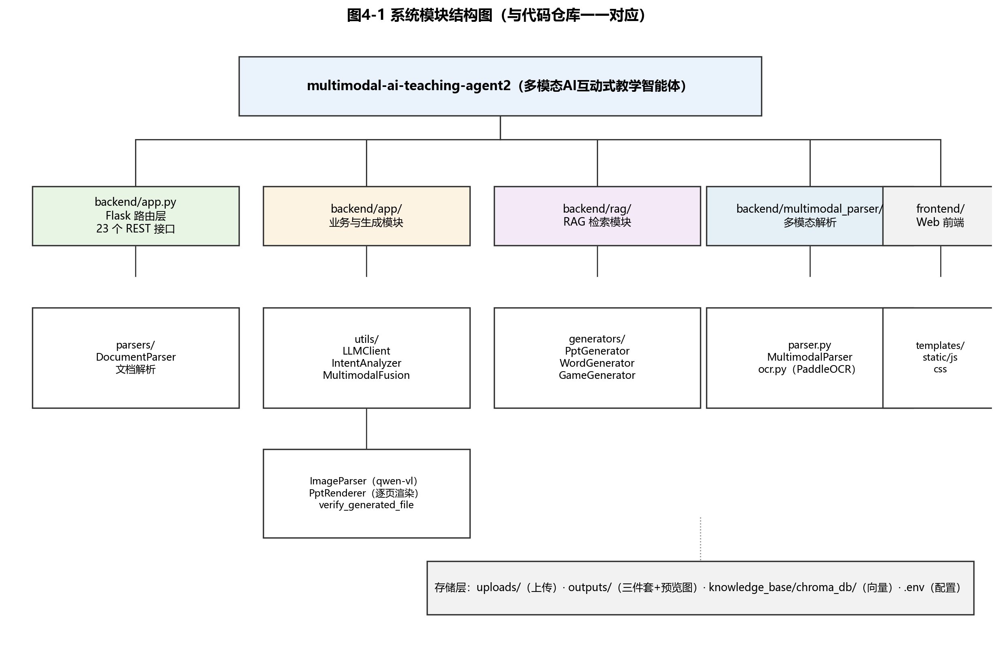 图4-1 系统模块结构图（与代码仓库一一对应）
multimodal-ai-teaching-agent2（多模态AI互动式教学智能体）
backend/app.py
Flask 路由层
23 个 REST 接口
backend/app/
业务与生成模块
backend/rag/
RAG 检索模块
backend/multimodal_parser/
多模态解析
frontend/
Web 前端
parsers/
DocumentParser
文档解析
utils/
LLMClient
IntentAnalyzer
MultimodalFusion
generators/
PptGenerator
WordGenerator
GameGenerator
parser.py
MultimodalParser
ocr.py（PaddleOCR）
templates/
static/js
css
ImageParser（qwen-vl）
PptRenderer（逐页渲染）
verify_generated_file
存储层：uploads/（上传）· outputs/（三件套+预览图）· knowledge_base/chroma_db/（向量）· .env（配置）